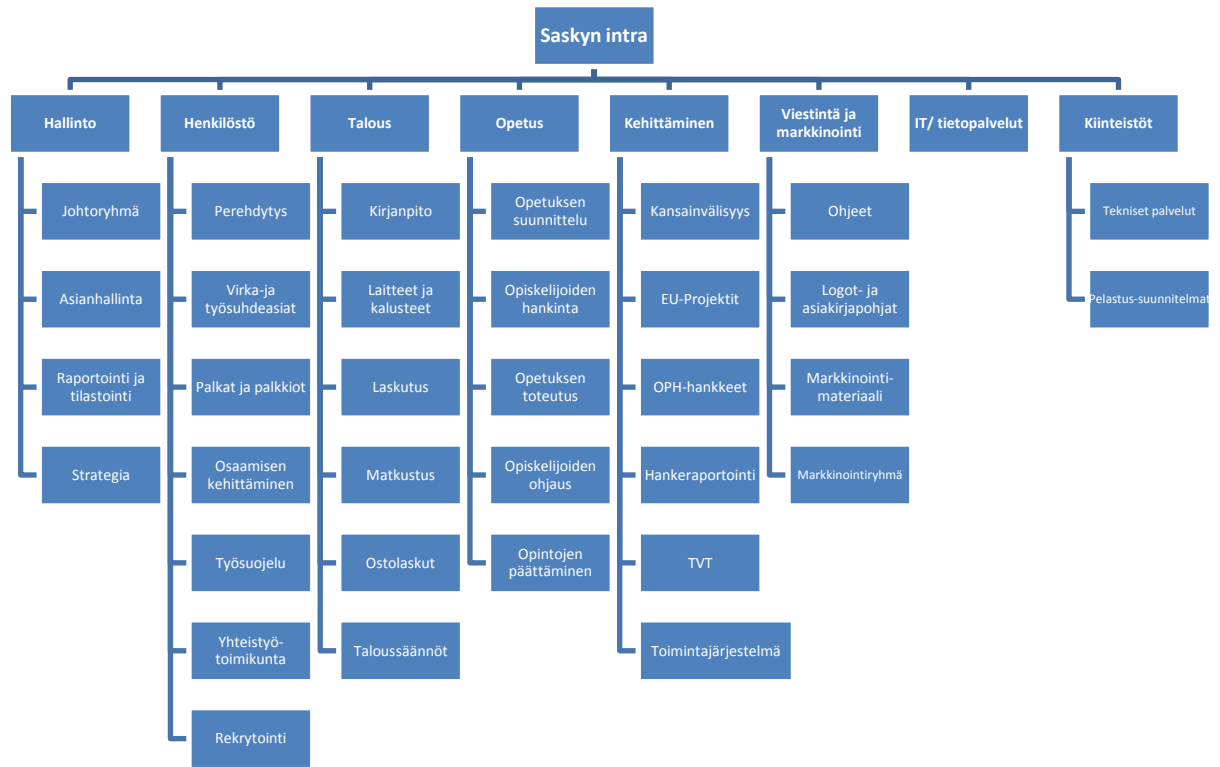 Saskyn intra
Hallinto
Henkilöstö
Talous
Opetus
Kehittäminen
Viestintä ja
markkinointi
IT/ tietopalvelut
Kiinteistöt
Johtoryhmä
Asianhallinta
Raportointi ja
tilastointi
Strategia
Perehdytys
Virka-ja
työsuhdeasiat
Palkat ja palkkiot
Osaamisen
kehittäminen
Työsuojelu
Yhteistyö-
toimikunta
Rekrytointi
Kirjanpito
Laitteet ja
kalusteet
Laskutus
Matkustus
Ostolaskut
Taloussäännöt
Opetuksen
suunnittelu
Opiskelijoiden
hankinta
Opetuksen
toteutus
Opiskelijoiden
ohjaus
Opintojen
päättäminen
Kansainvälisyys
EU-Projektit
OPH-hankkeet
Hankeraportointi
TVT
Toimintajärjestelmä
Ohjeet
Logot- ja
asiakirjapohjat
Markkinointi-
materiaali
Markkinointiryhmä
Tekniset palvelut
Pelastus-suunnitelmat